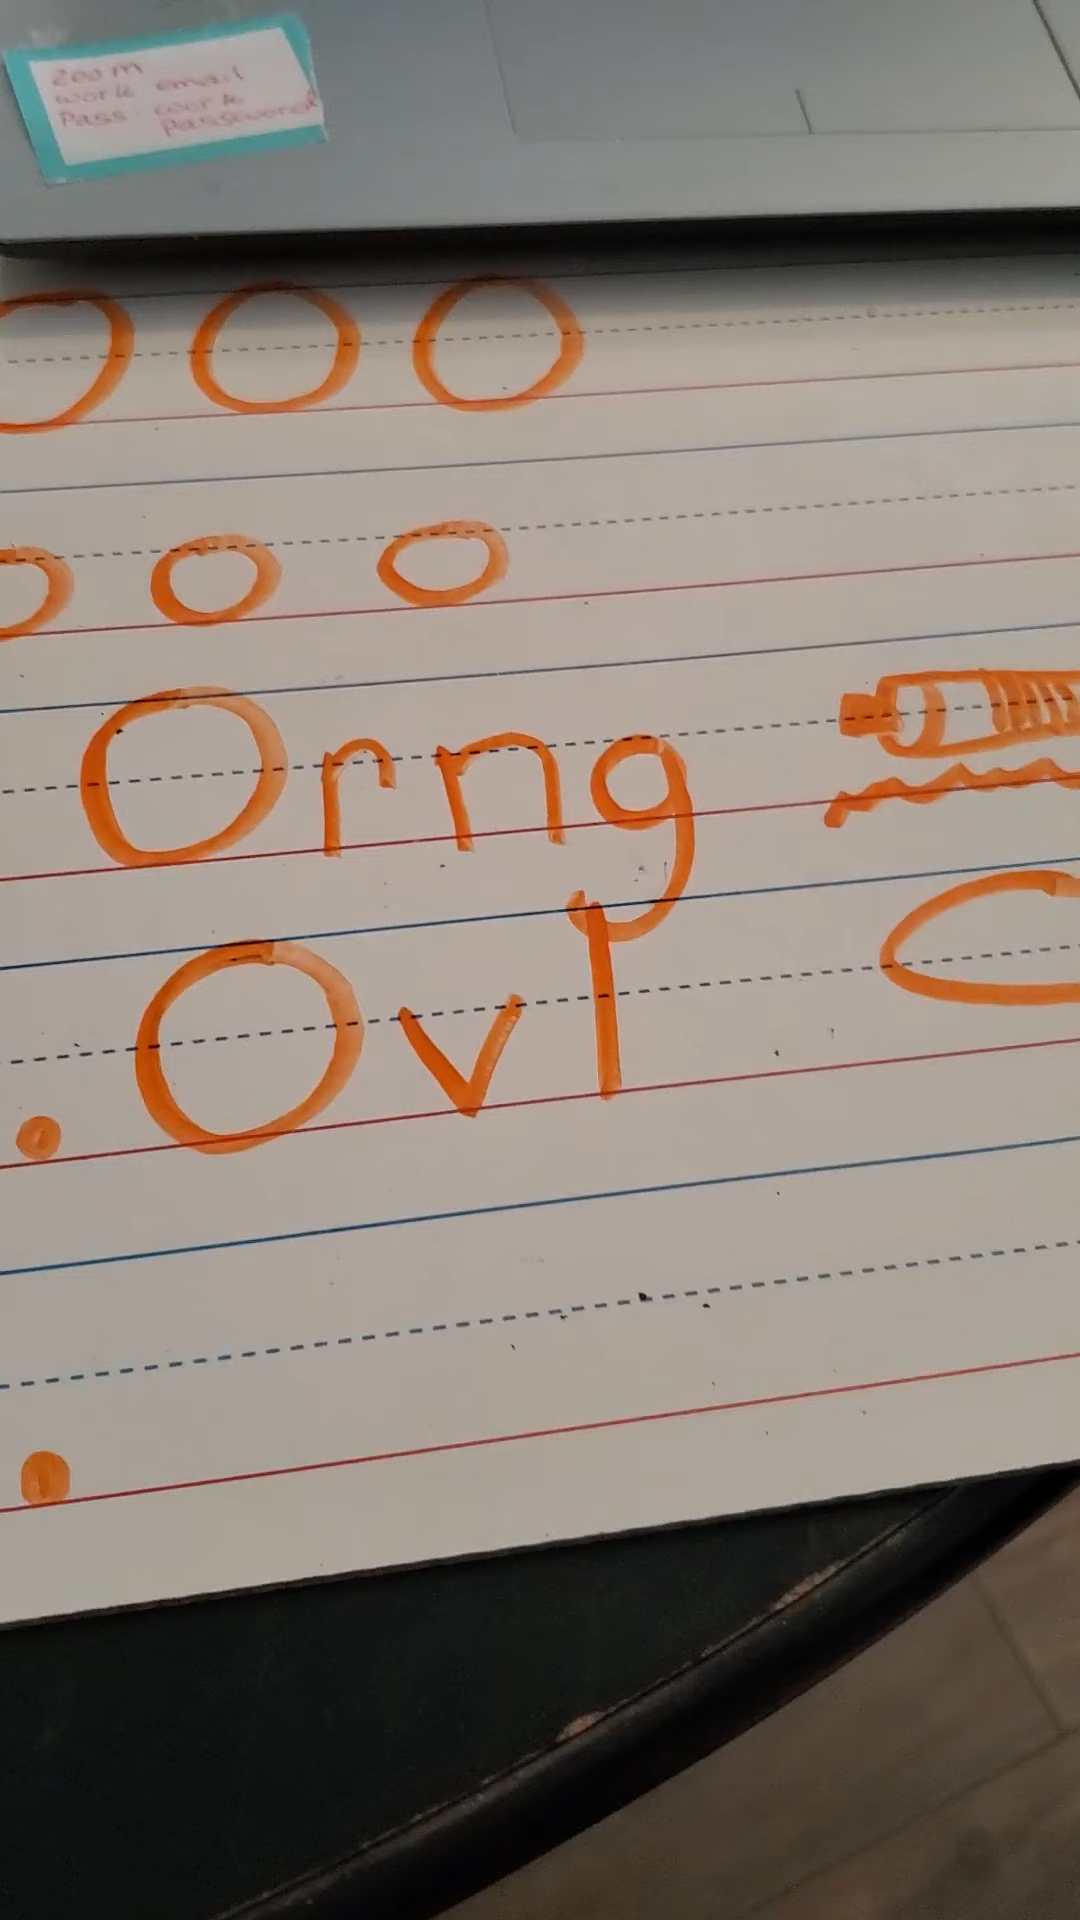 zoom
work email
Pass - work
password
O O O
o o o
Orng
. Ovl
.